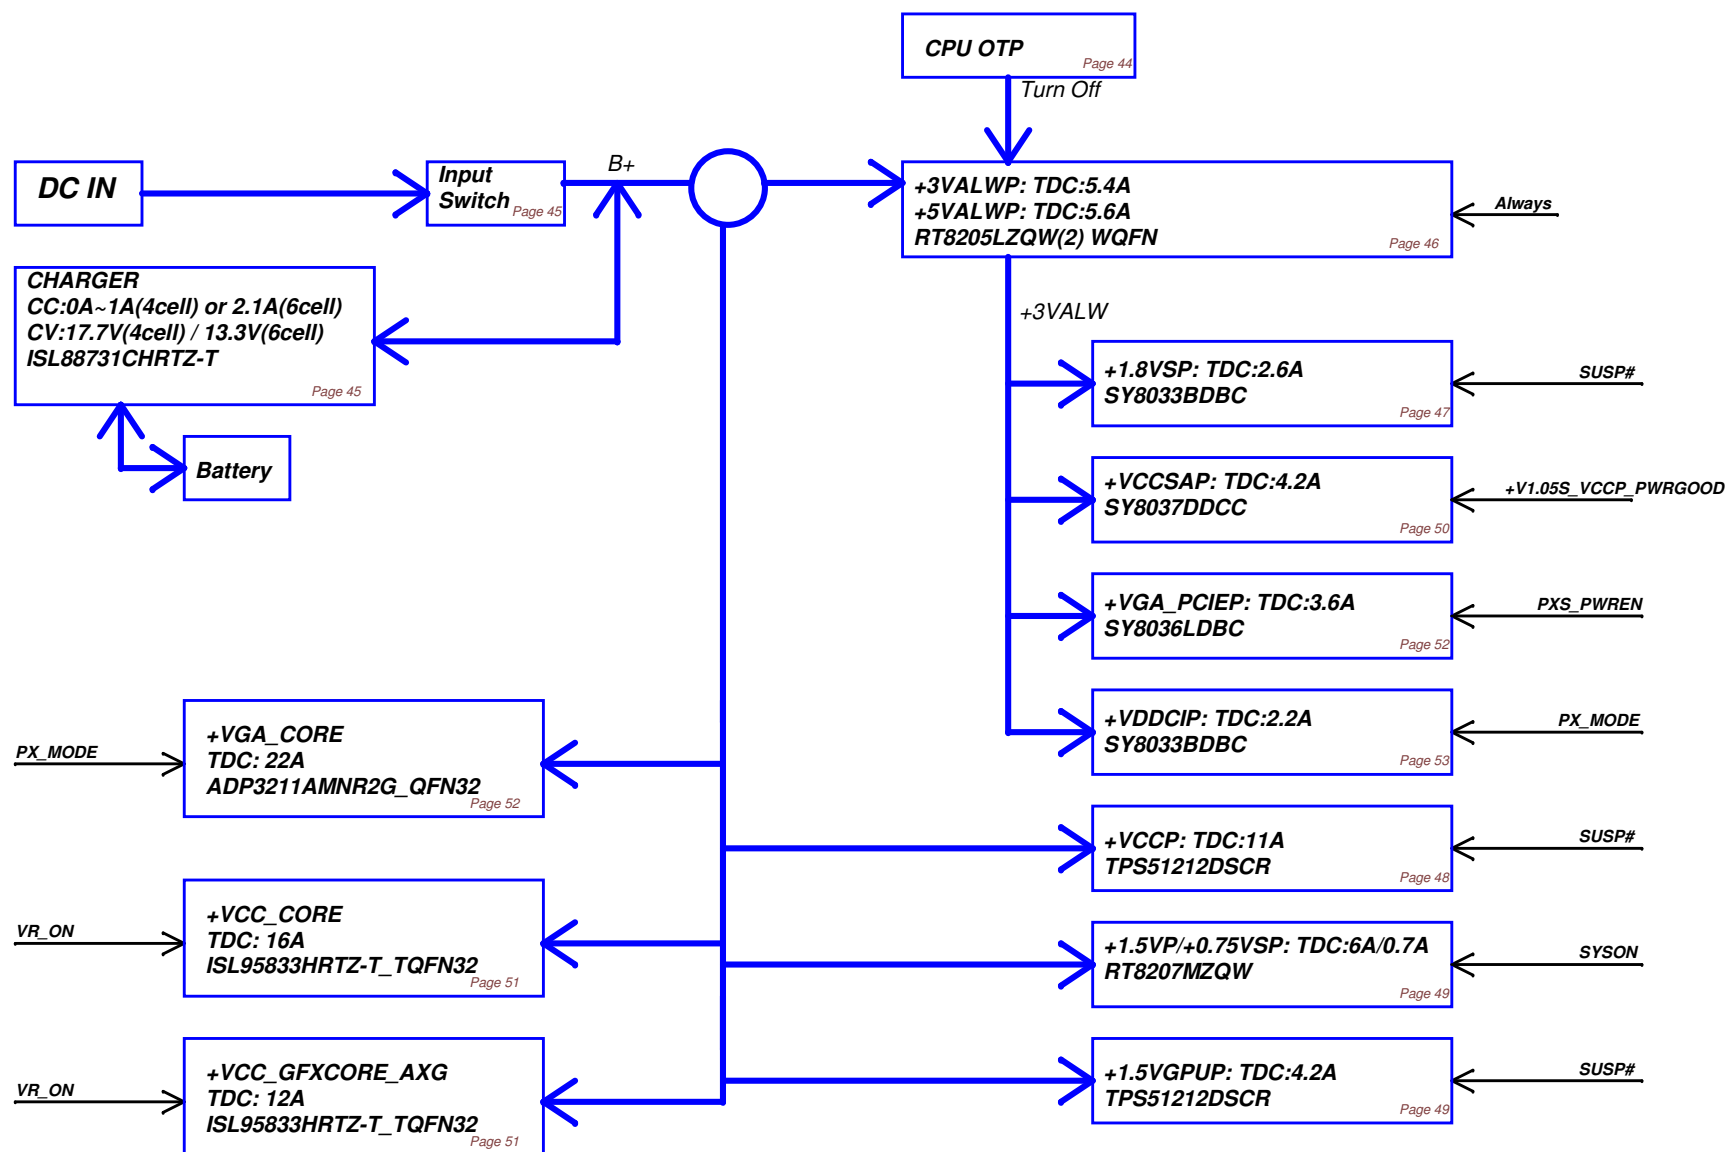 CPU OTP
Page 44
Turn Off
DC IN
Input
Switch
Page 45
B+
+3VALWP: TDC:5.4A
+5VALWP: TDC:5.6A
RT8205LZQW(2) WQFN
Page 46
Always
CHARGER
CC:0A~1A(4cell) or 2.1A(6cell)
CV:17.7V(4cell) / 13.3V(6cell)
ISL88731CHRTZ-T
Page 45
Battery
+3VALW
+1.8VSP: TDC:2.6A
SY8033BDBC
Page 47
SUSP#
+VCCSAP: TDC:4.2A
SY8037DDCC
Page 50
+V1.05S_VCCP_PWRGOOD
+VGA_PCIEP: TDC:3.6A
SY8036LDBC
Page 52
PXS_PWREN
+VDDCIP: TDC:2.2A
SY8033BDBC
Page 53
PX_MODE
PX_MODE
+VGA_CORE
TDC: 22A
ADP3211AMNR2G_QFN32
Page 52
+VCCP: TDC:11A
TPS51212DSCR
Page 48
SUSP#
VR_ON
+VCC_CORE
TDC: 16A
ISL95833HRTZ-T_TQFN32
Page 51
+1.5VP/+0.75VSP: TDC:6A/0.7A
RT8207MZQW
Page 49
SYSON
VR_ON
+VCC_GFXCORE_AXG
TDC: 12A
ISL95833HRTZ-T_TQFN32
Page 51
+1.5VGPUP: TDC:4.2A
TPS51212DSCR
Page 49
SUSP#